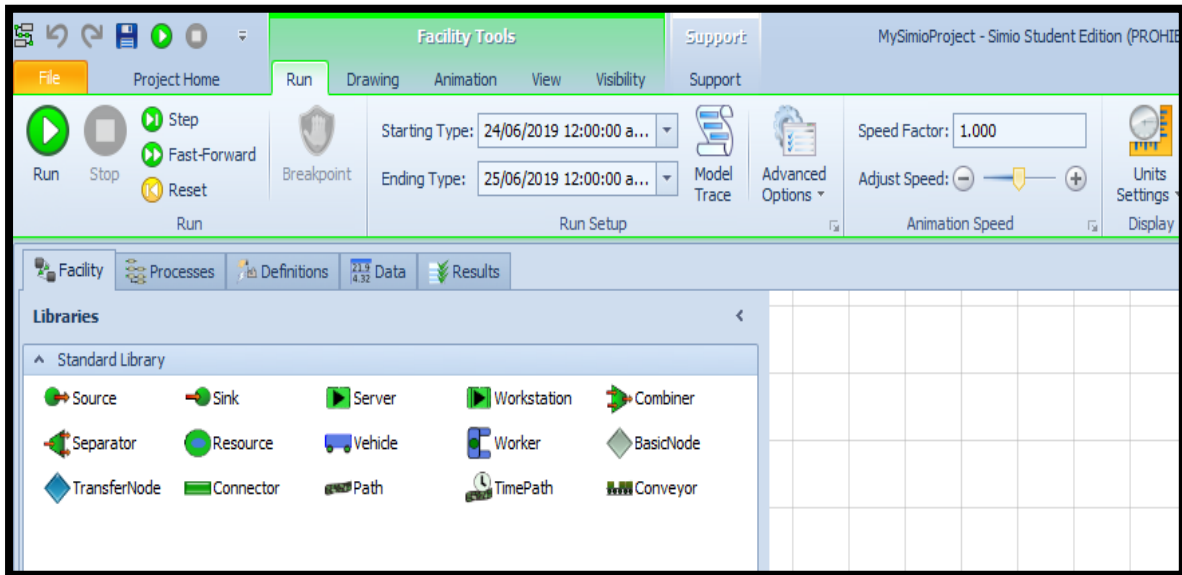 Facility Tools Support MySimioProject - Simio Student Edition (PROHIE
File Project Home Run Drawing Animation View Visibility Support
Run Stop Step Fast-Forward Reset
Run
Breakpoint
Starting Type: 24/06/2019 12:00:00 a...
Ending Type: 25/06/2019 12:00:00 a...
Model Trace
Advanced Options
Run Setup
Speed Factor: 1.000
Adjust Speed:
Animation Speed
Units Settings
Display
Facility Processes Definitions Data Results
Libraries
Standard Library
Source Sink Server Workstation Combiner
Separator Resource Vehicle Worker BasicNode
TransferNode Connector Path TimePath Conveyor